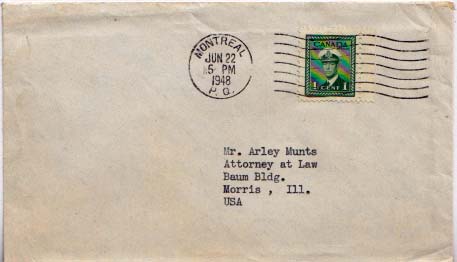 MONTREAL
JUN 22
5 PM
1948
P. Q.
CANADA
1 CENT 1
Mr. Arley Munts
Attorney at Law
Baum Bldg.
Morris , Ill.
USA